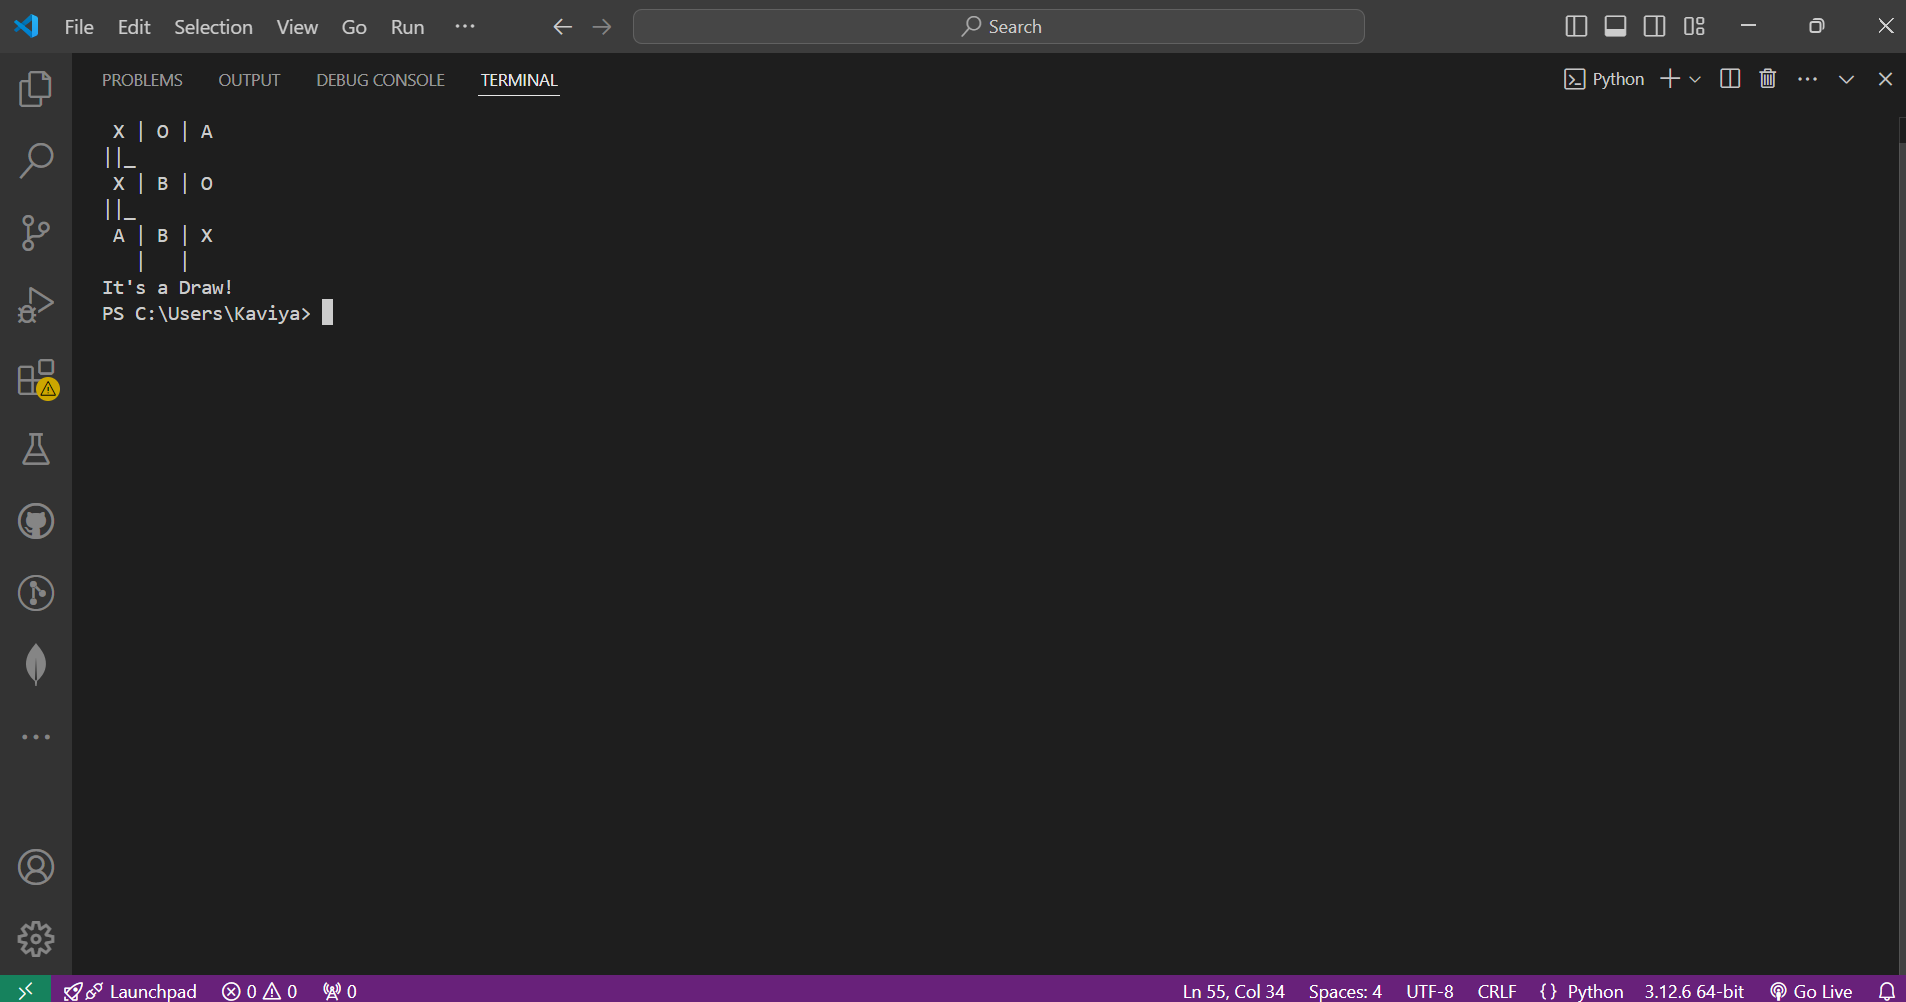 File Edit Selection View Go Run ··· Search
PROBLEMS OUTPUT DEBUG CONSOLE TERMINAL Python
X | O | A
||_
X | B | O
||_
A | B | X
| |
It's a Draw!
PS C:\Users\Kaviya>
Launchpad 0 0 0 Ln 55, Col 34 Spaces: 4 UTF-8 CRLF {} Python 3.12.6 64-bit Go Live